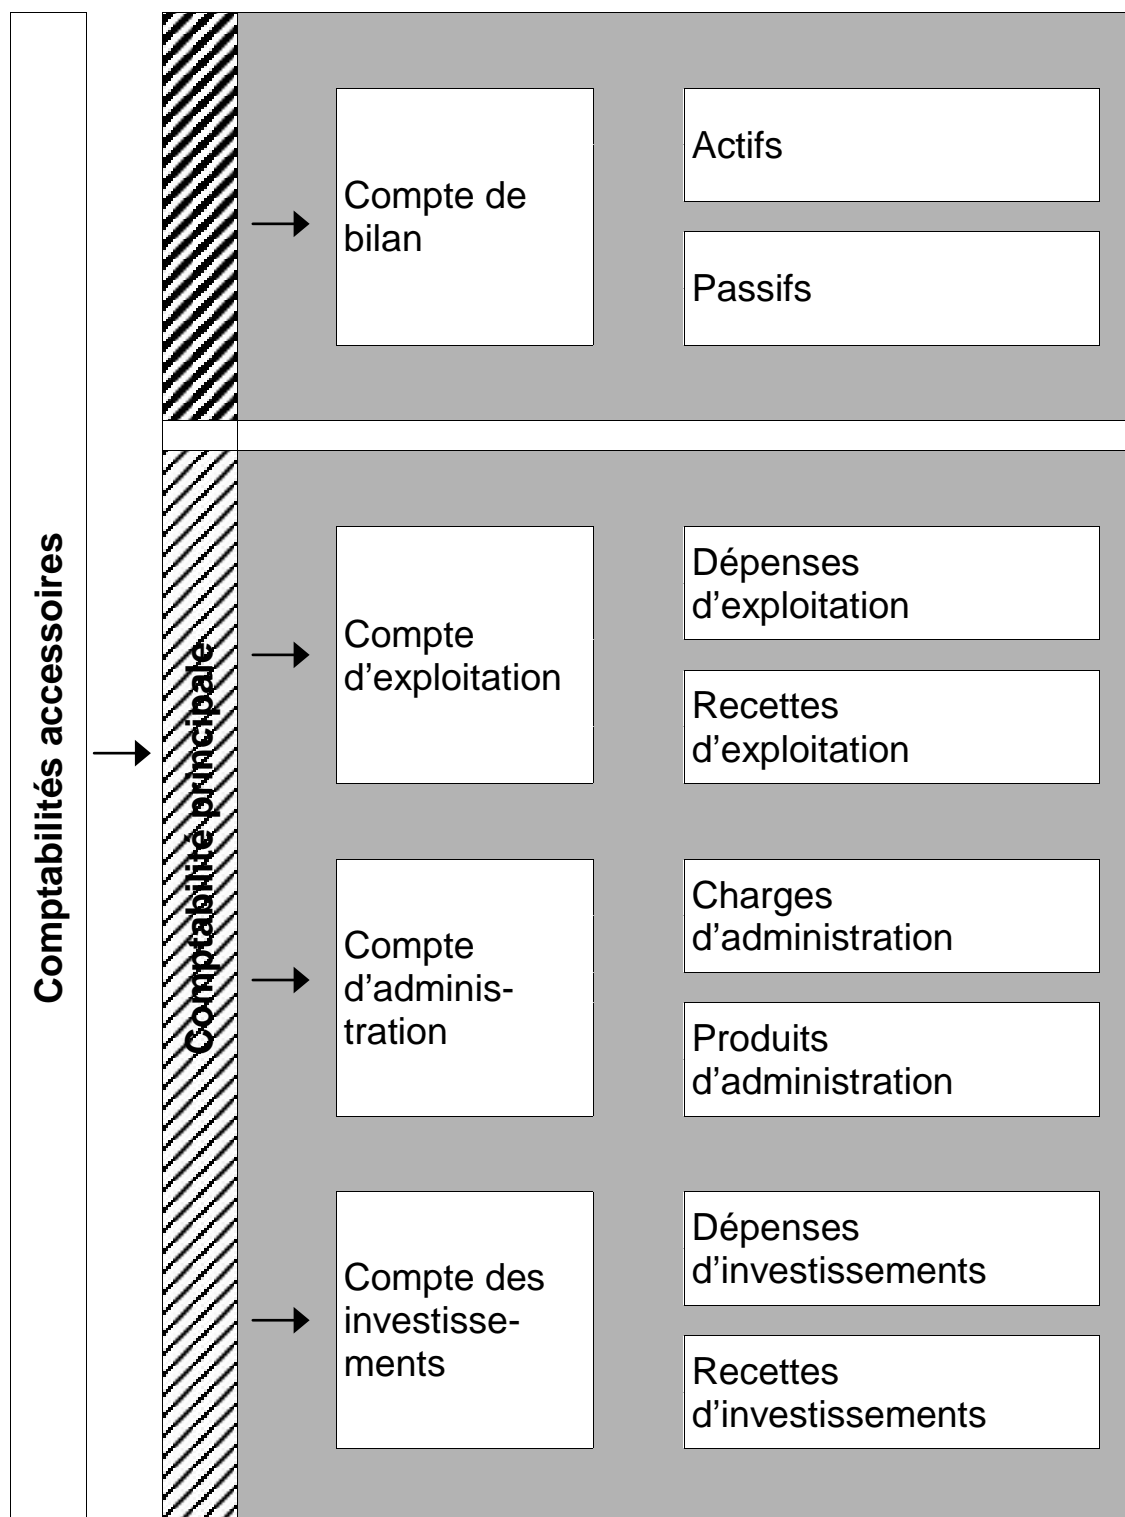 Comptabilités accessoires
Comptabilité principale
Compte de
bilan
Actifs
Passifs
Compte
d’exploitation
Dépenses
d’exploitation
Recettes
d’exploitation
Compte
d’adminis-
tration
Charges
d’administration
Produits
d’administration
Compte des
investisse-
ments
Dépenses
d’investissements
Recettes
d’investissements